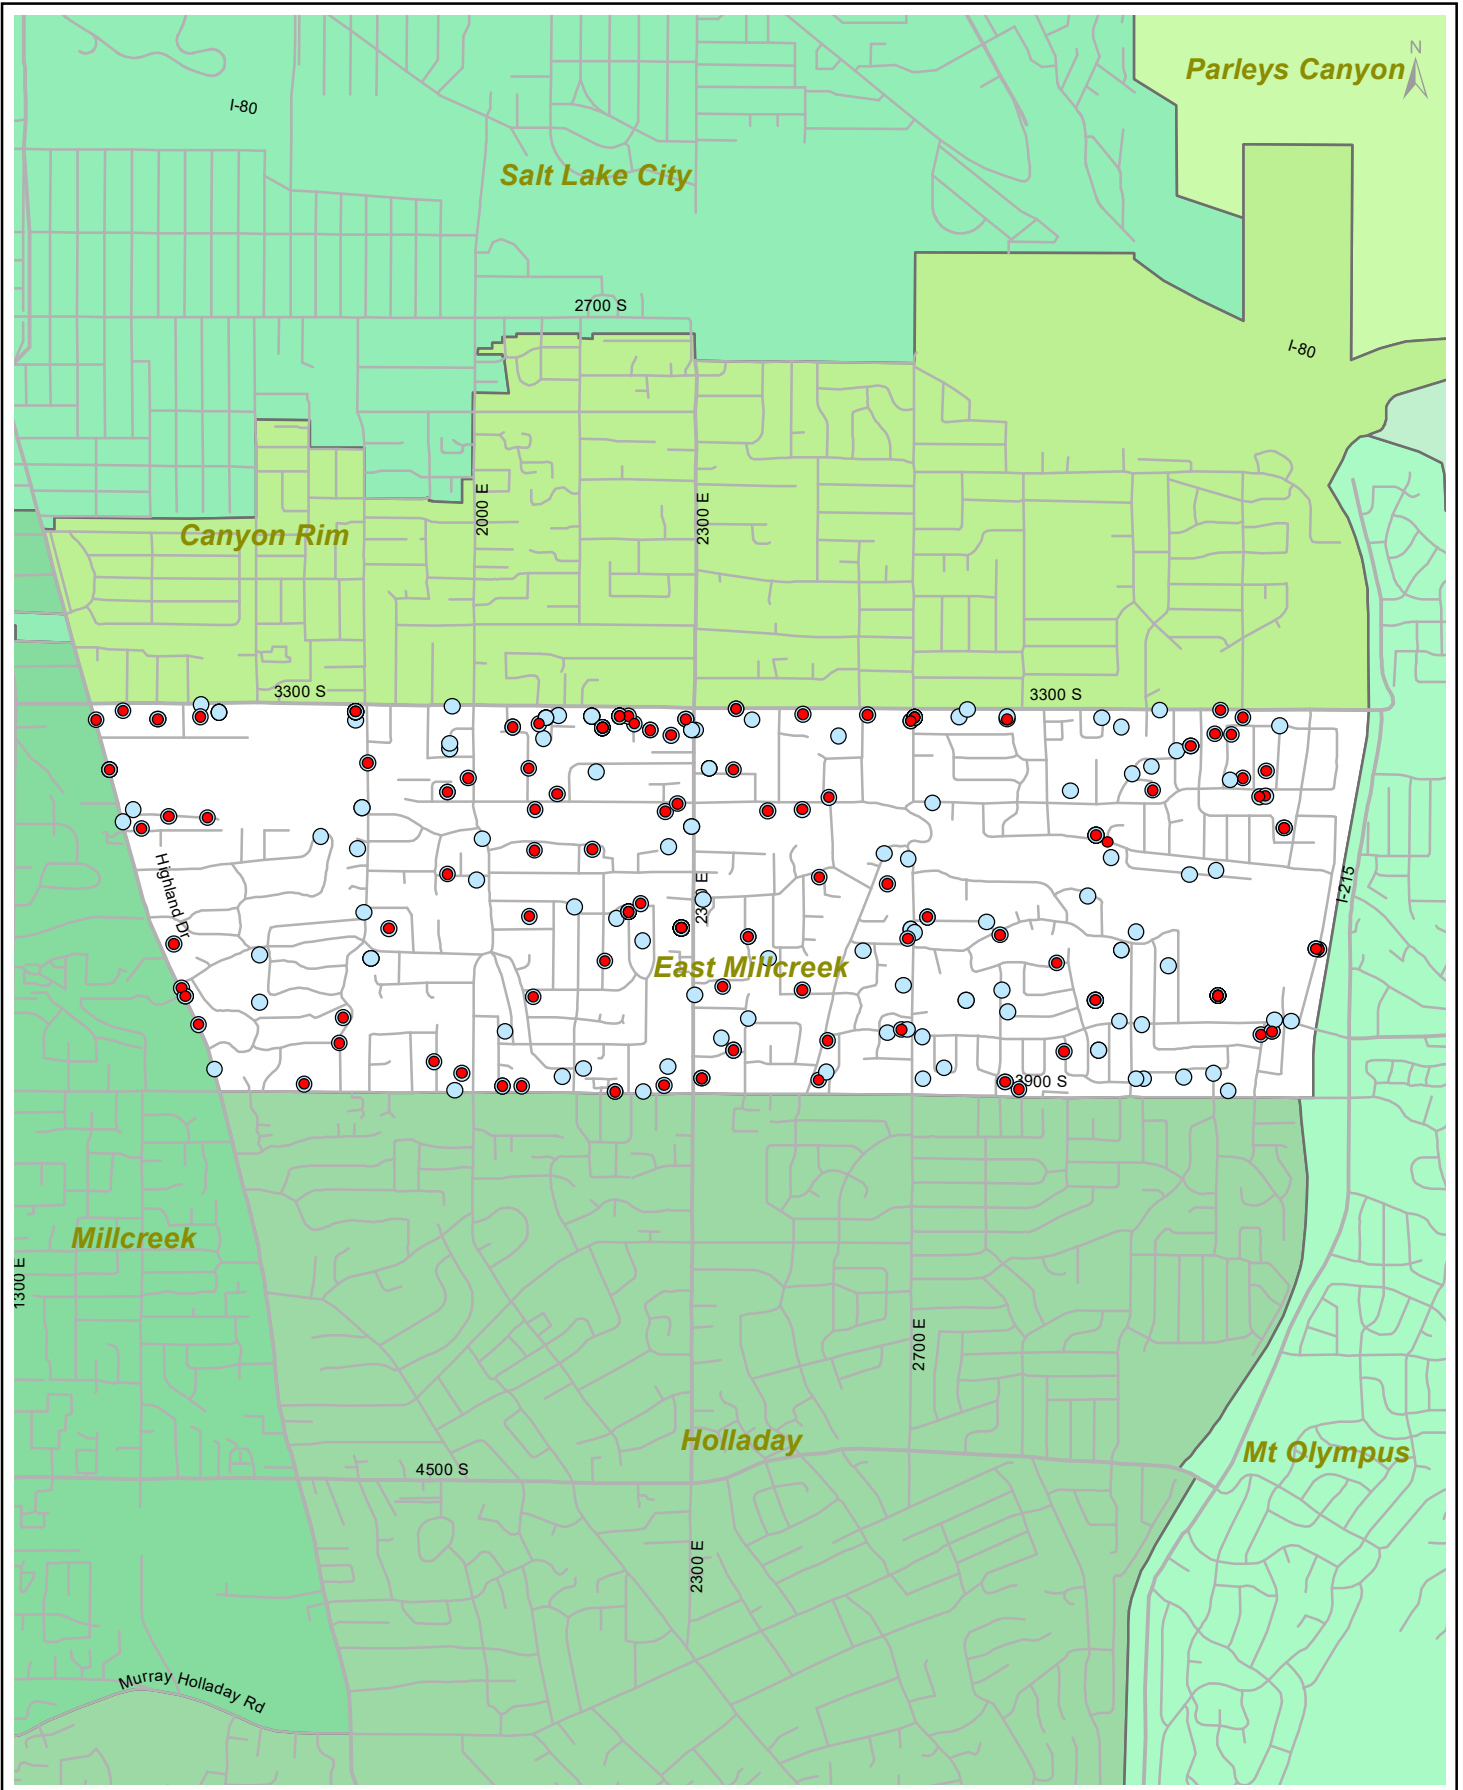 N
Parleys Canyon
I-80
Salt Lake City
2700 S
I-80
2000 E
2300 E
Canyon Rim
3300 S
3300 S
Highland Dr
I-215
East Millcreek
3900 S
Millcreek
1300 E
2700 E
Holladay
Mt Olympus
4500 S
2300 E
Murray Holladay Rd